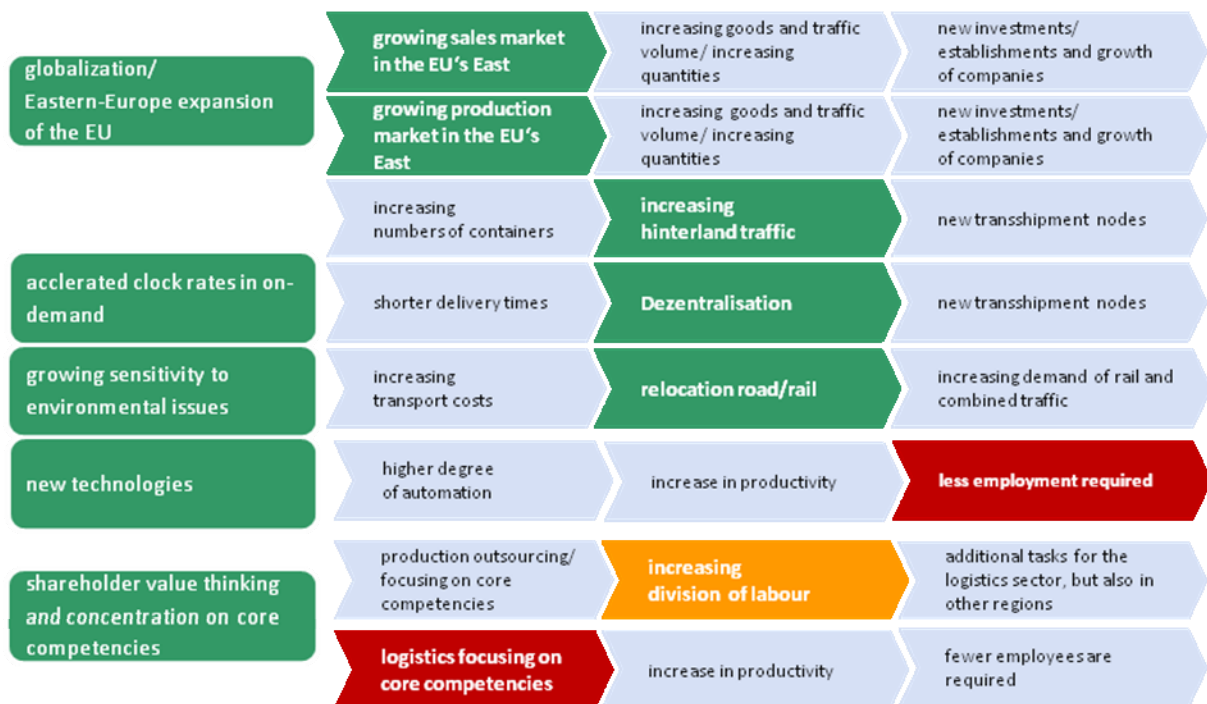 globalization/
Eastern-Europe expansion
of the EU
growing sales market
in the EU's East
increasing goods and traffic
volume/ increasing
quantities
new investments/
establishments and growth
of companies
growing production
market in the EU's
East
increasing goods and traffic
volume/ increasing
quantities
new investments/
establishments and growth
of companies
increasing
numbers of containers
increasing
hinterland traffic
new transshipment nodes
acclerated clock rates in on-
demand
shorter delivery times
Dezentralisation
new transshipment nodes
growing sensitivity to
environmental issues
increasing
transport costs
relocation road/rail
increasing demand of rail and
combined traffic
new technologies
higher degree
of automation
increase in productivity
less employment required
shareholder value thinking
and concentration on core
competencies
production outsourcing/
focusing on core
competencies
increasing
division of labour
additional tasks for the
logistics sector, but also in
other regions
logistics focusing on
core competencies
increase in productivity
fewer employees are
required